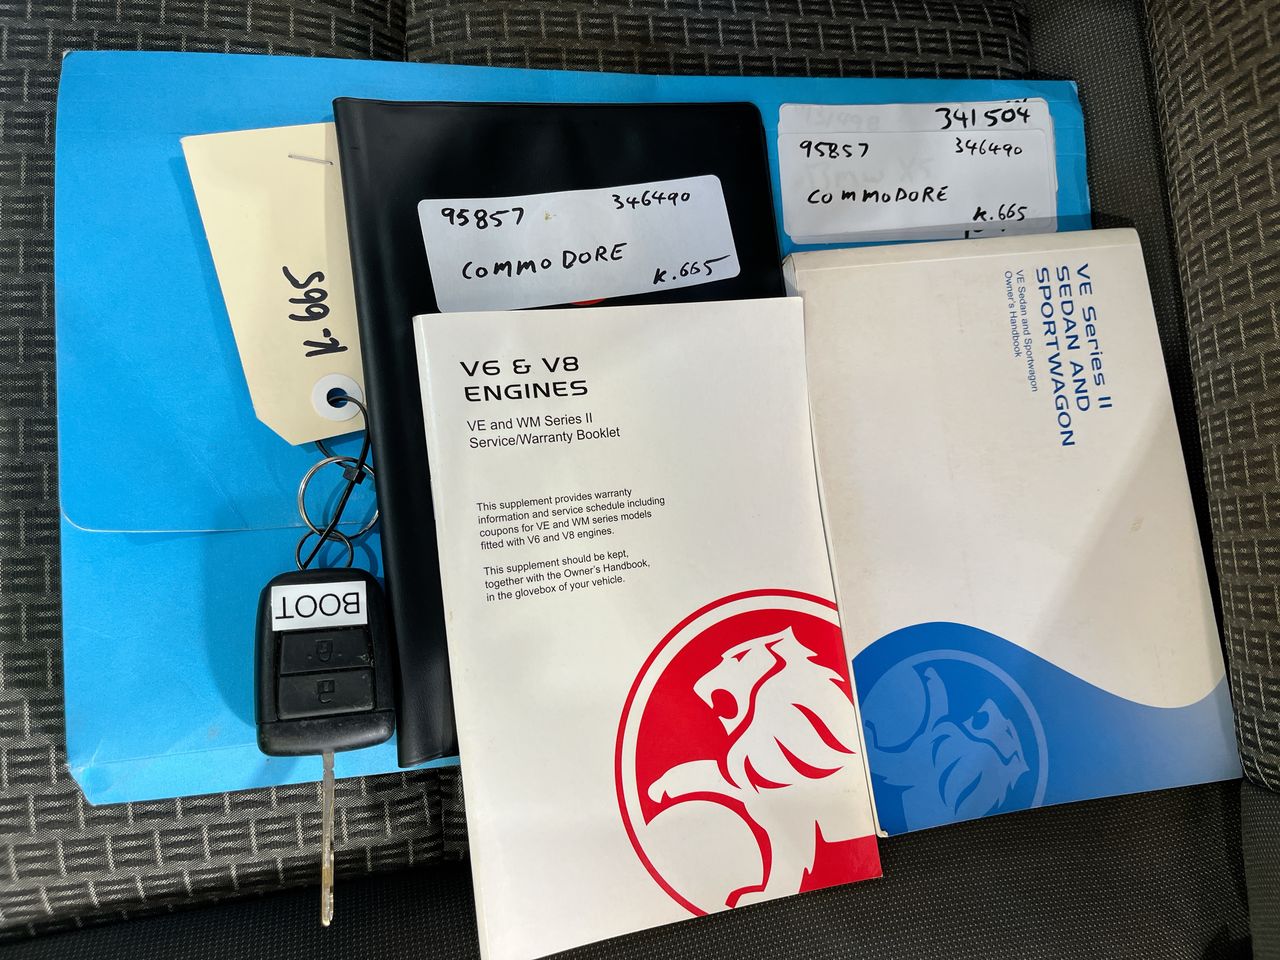 341504
95857 346490
COMMODORE
K.665
95857 346490
COMMODORE
K.665
K.665
BOOT
V6 & V8
ENGINES
VE and WM Series II
Service/Warranty Booklet
This supplement provides warranty
information and service schedule including
coupons for VE and WM series models
fitted with V6 and V8 engines.
This supplement should be kept,
together with the Owner's Handbook,
in the glovebox of your vehicle.
VE Series II
SEDAN AND
SPORTWAGON
VE Sedan and Sportwagon
Owner's Handbook